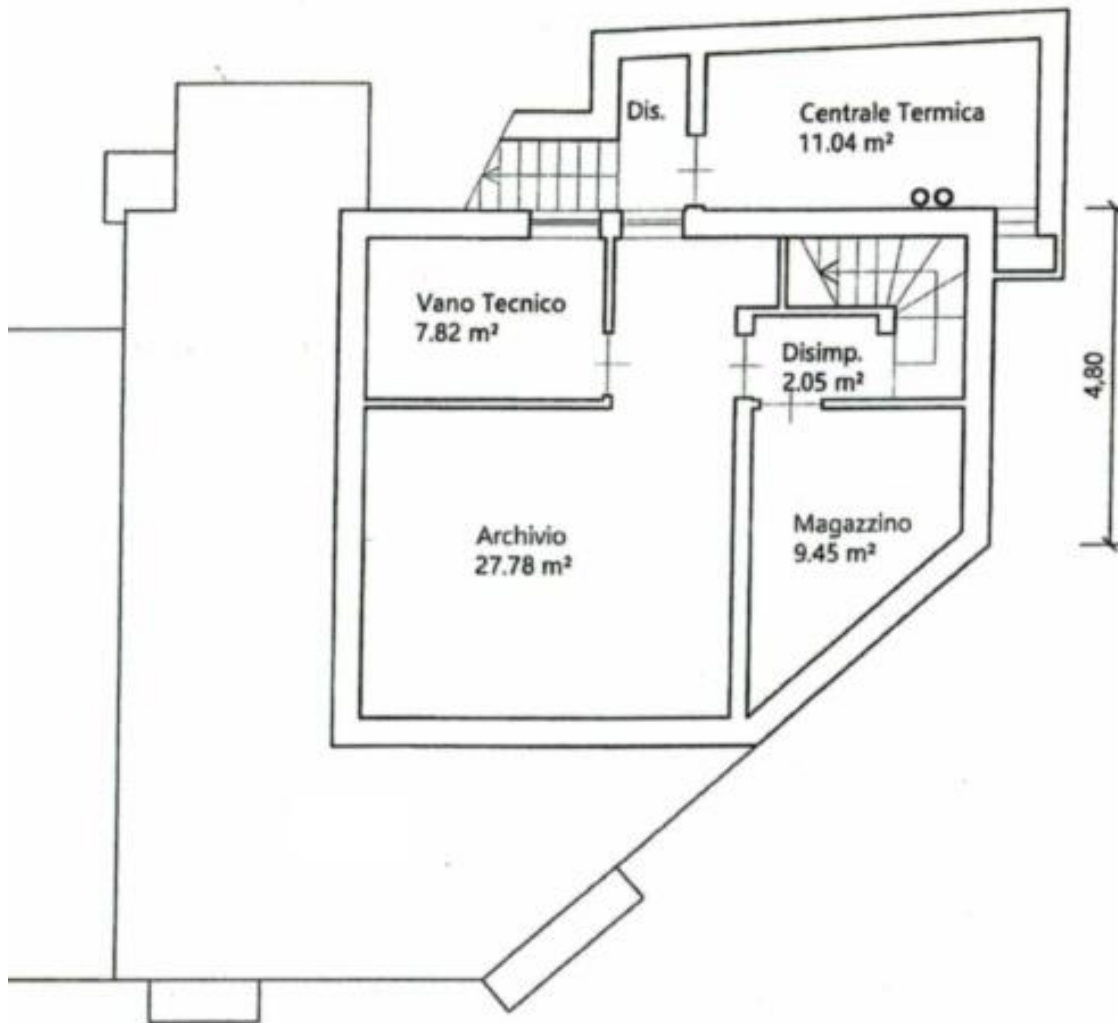 Dis.
Centrale Termica
11.04 m²
Vano Tecnico
7.82 m²
Disimp.
2.05 m²
4,80
Archivio
27.78 m²
Magazzino
9.45 m²